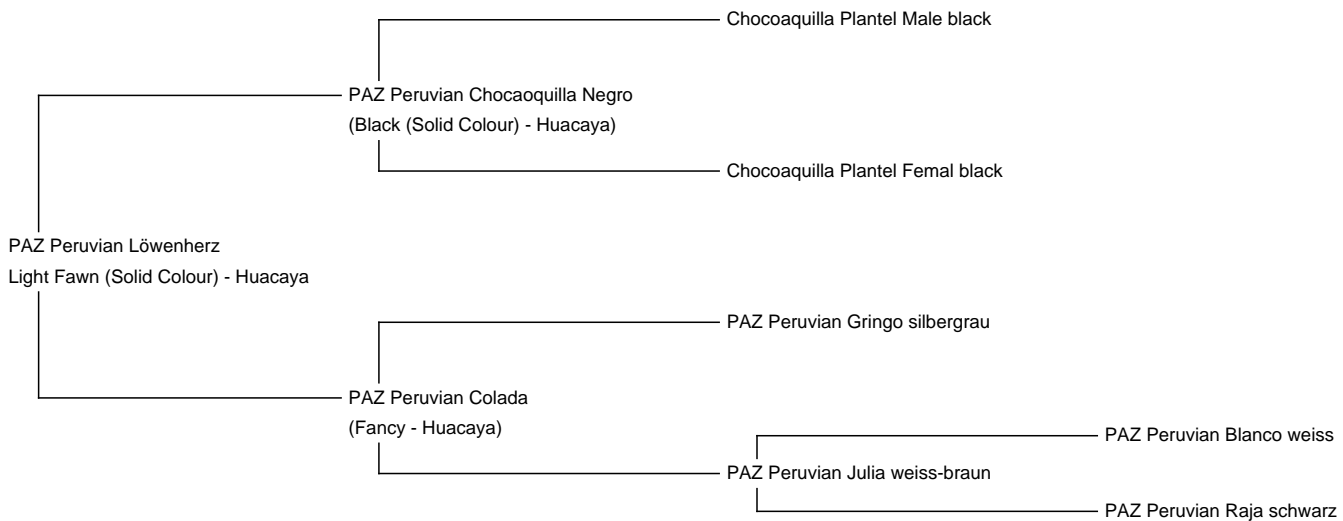 Chocoaquilla Plantel Male black
PAZ Peruvian Chocaoquilla Negro
(Black (Solid Colour) - Huacaya)
Chocoaquilla Plantel Femal black
PAZ Peruvian Löwenherz
Light Fawn (Solid Colour) - Huacaya
PAZ Peruvian Gringo silbergrau
PAZ Peruvian Colada
(Fancy - Huacaya)
PAZ Peruvian Blanco weiss
PAZ Peruvian Julia weiss-braun
PAZ Peruvian Raja schwarz